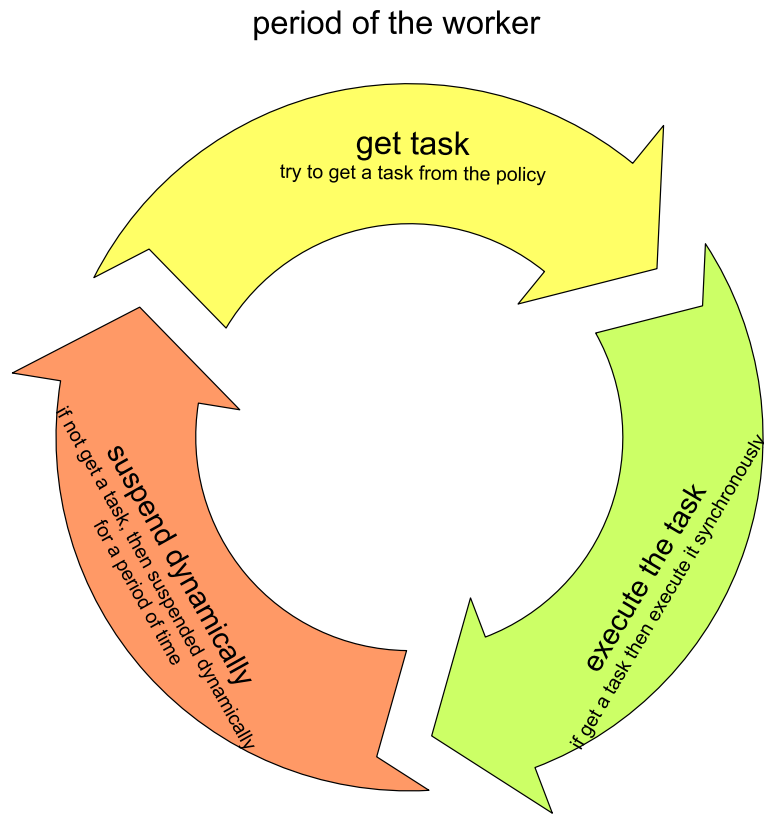 period of the worker
get task
try to get a task from the policy
execute the task
if get a task then execute it synchronously
suspend dynamically
if not get a task, then suspended dynamically
for a period of time